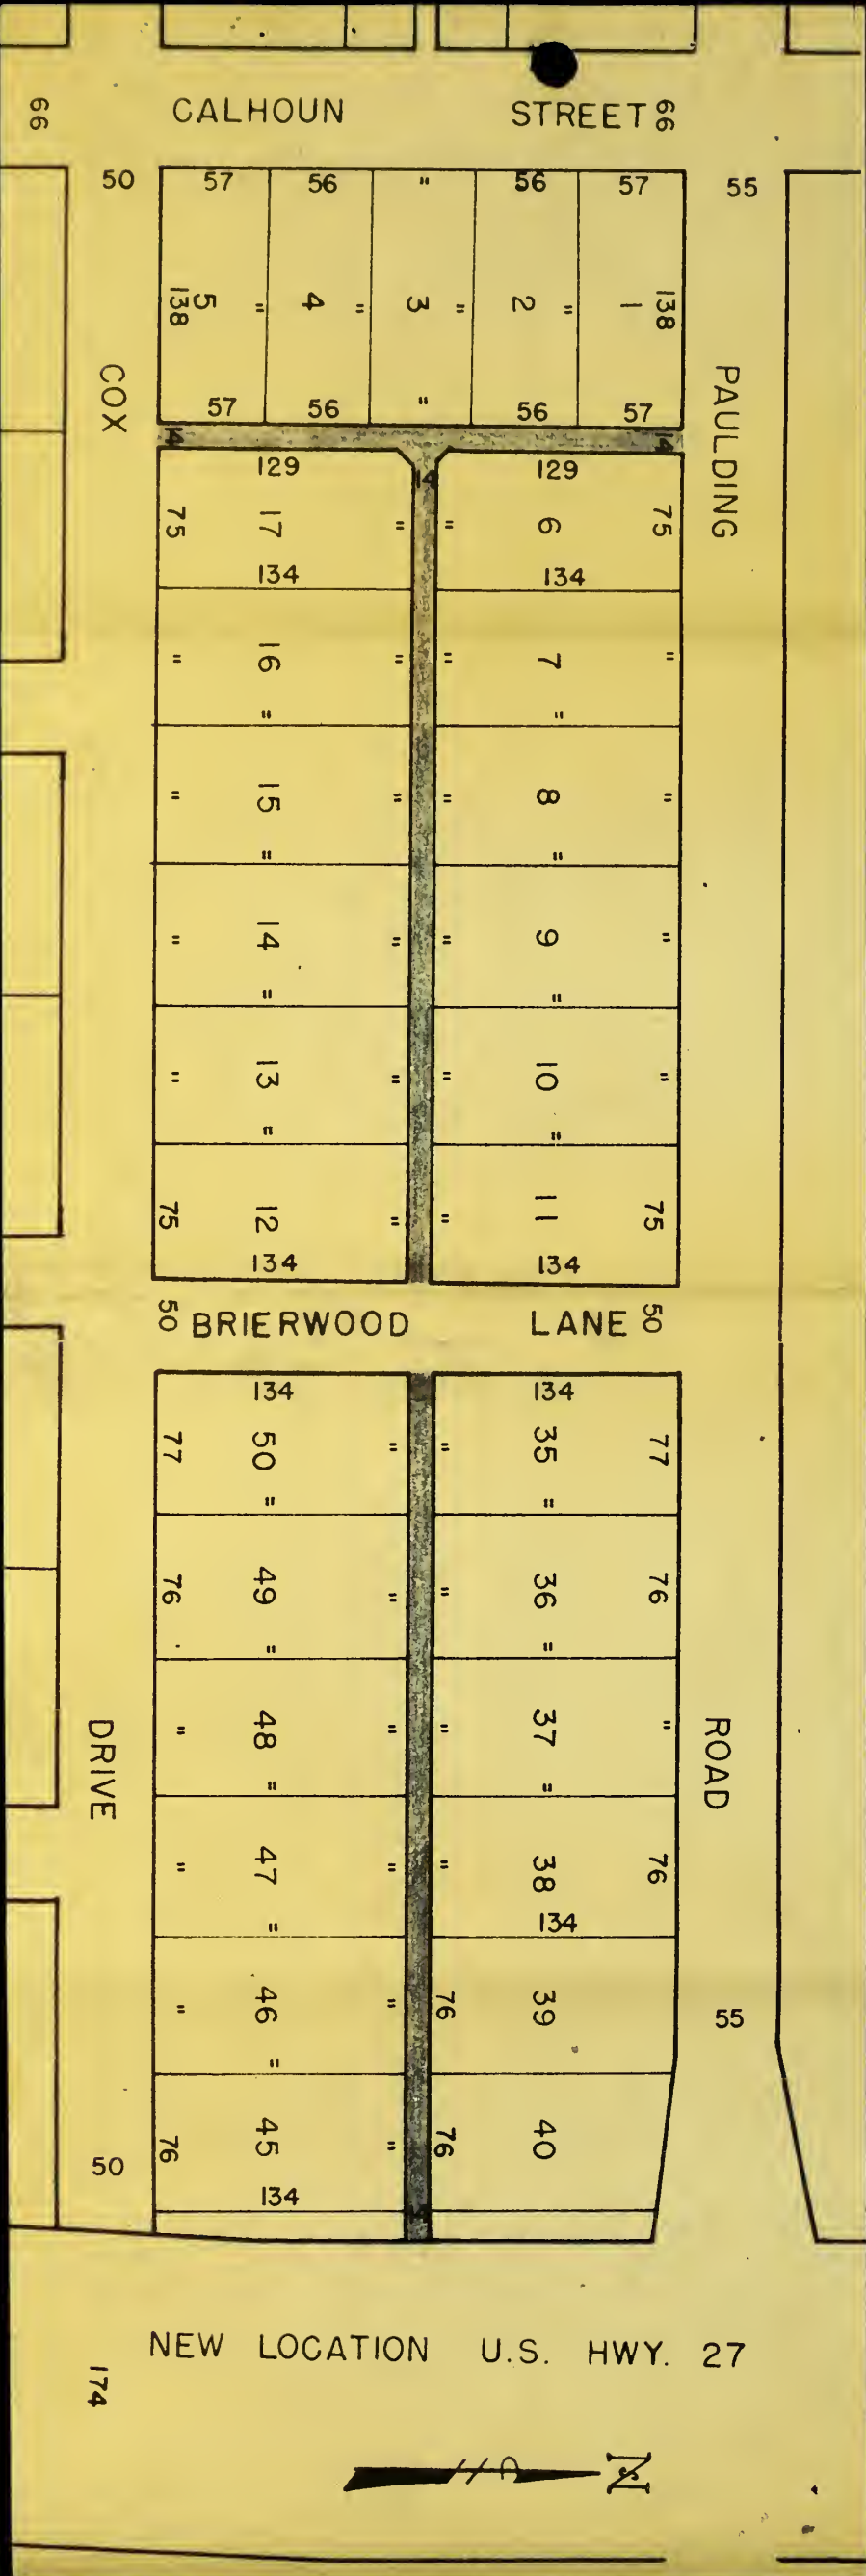 66 CALHOUN STREET 66
50 57 56 " 56 57 55
138 5 " 4 " 3 " 2 " 1 138
57 56 " 56 57
COX
PAULDING
14 14 14
129 129
75 17 " " 6 75
134 134
" 16 " " 7 "
" "
" 15 " " 8 "
" "
" 14 " " 9 "
" "
" 13 " " 10 "
" "
75 12 " " 11 75
134 134
50 BRIERWOOD LANE 50
134 134
77 50 " " 35 77
" "
76 49 " " 36 76
" "
DRIVE
ROAD
" 48 " " 37 "
" "
" 47 " " 38 76
" 134
" 46 " 76 39 55
"
50 76 45 " 76 40
134
14
NEW LOCATION U.S. HWY. 27
174
N